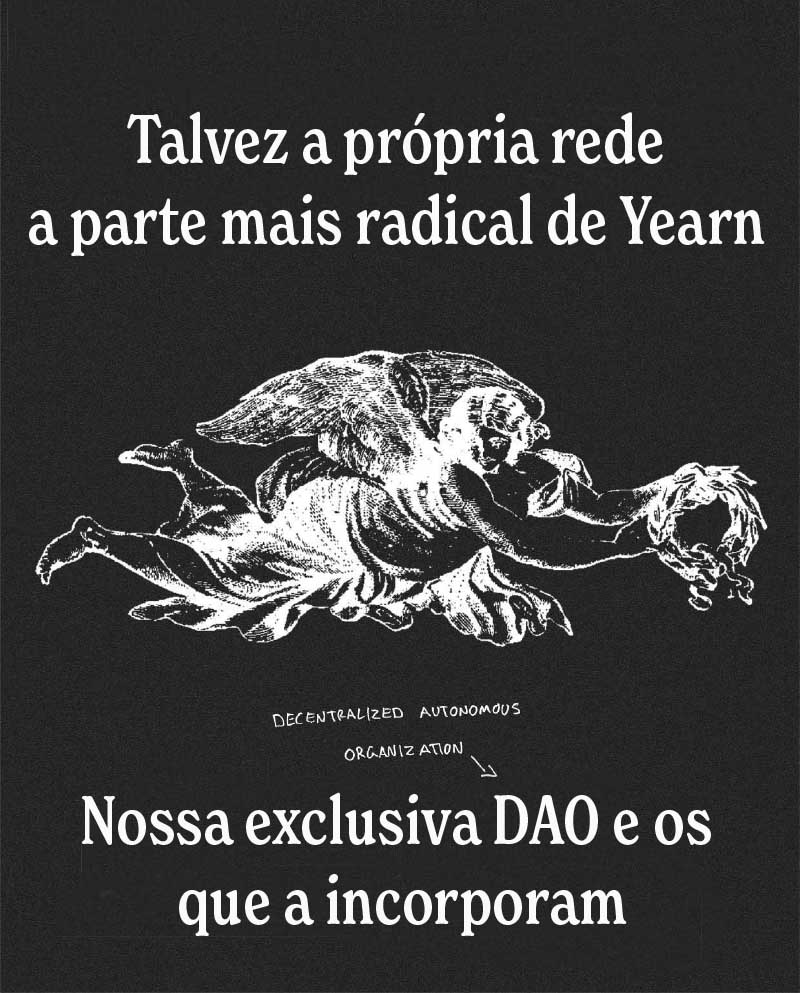 Talvez a própria rede
a parte mais radical de Yearn
DECENTRALIZED AUTONOMOUS
ORGANIZATION
Nossa exclusiva DAO e os
que a incorporam